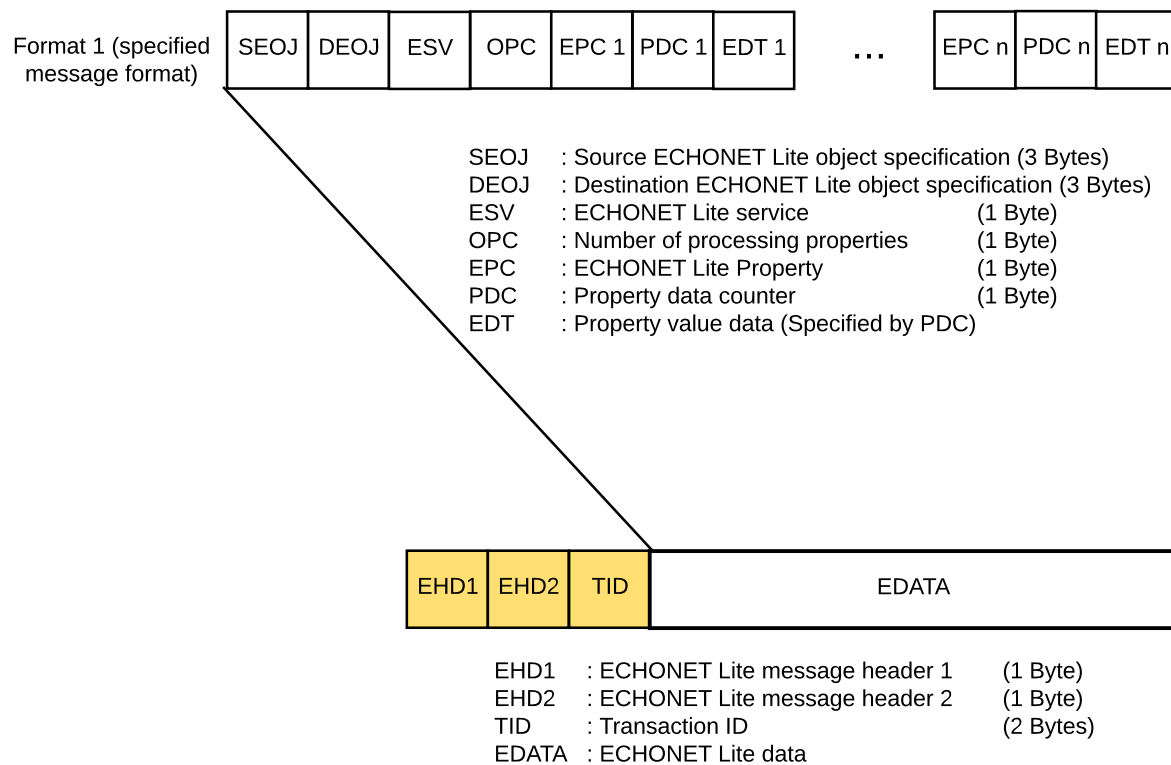 Format 1 (specified
message format)
SEOJ DEOJ ESV OPC EPC 1 PDC 1 EDT 1 ... EPC n PDC n EDT n
SEOJ : Source ECHONET Lite object specification (3 Bytes)
DEOJ : Destination ECHONET Lite object specification (3 Bytes)
ESV : ECHONET Lite service (1 Byte)
OPC : Number of processing properties (1 Byte)
EPC : ECHONET Lite Property (1 Byte)
PDC : Property data counter (1 Byte)
EDT : Property value data (Specified by PDC)
EHD1 EHD2 TID EDATA
EHD1 : ECHONET Lite message header 1 (1 Byte)
EHD2 : ECHONET Lite message header 2 (1 Byte)
TID : Transaction ID (2 Bytes)
EDATA : ECHONET Lite data